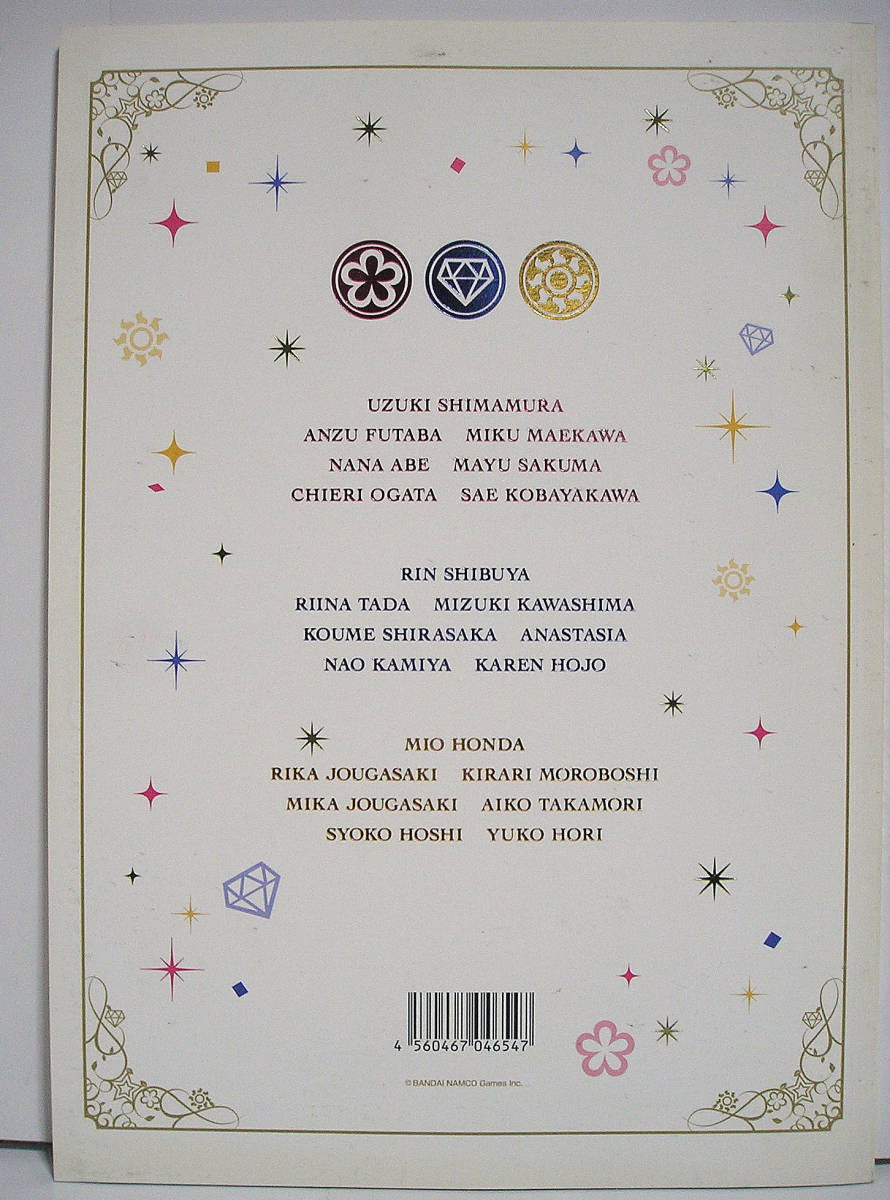 UZUKI SHIMAMURA
ANZU FUTABA MIKU MAEKAWA
NANA ABE MAYU SAKUMA
CHIERI OGATA SAE KOBAYAKAWA
RIN SHIBUYA
RIINA TADA MIZUKI KAWASHIMA
KOUME SHIRASAKA ANASTASIA
NAO KAMIYA KAREN HOJO
MIO HONDA
RIKA JOUGASAKI KIRARI MOROBOSHI
MIKA JOUGASAKI AIKO TAKAMORI
SYOKO HOSHI YUKO HORI
4 560467 046547
©BANDAI NAMCO Games Inc.